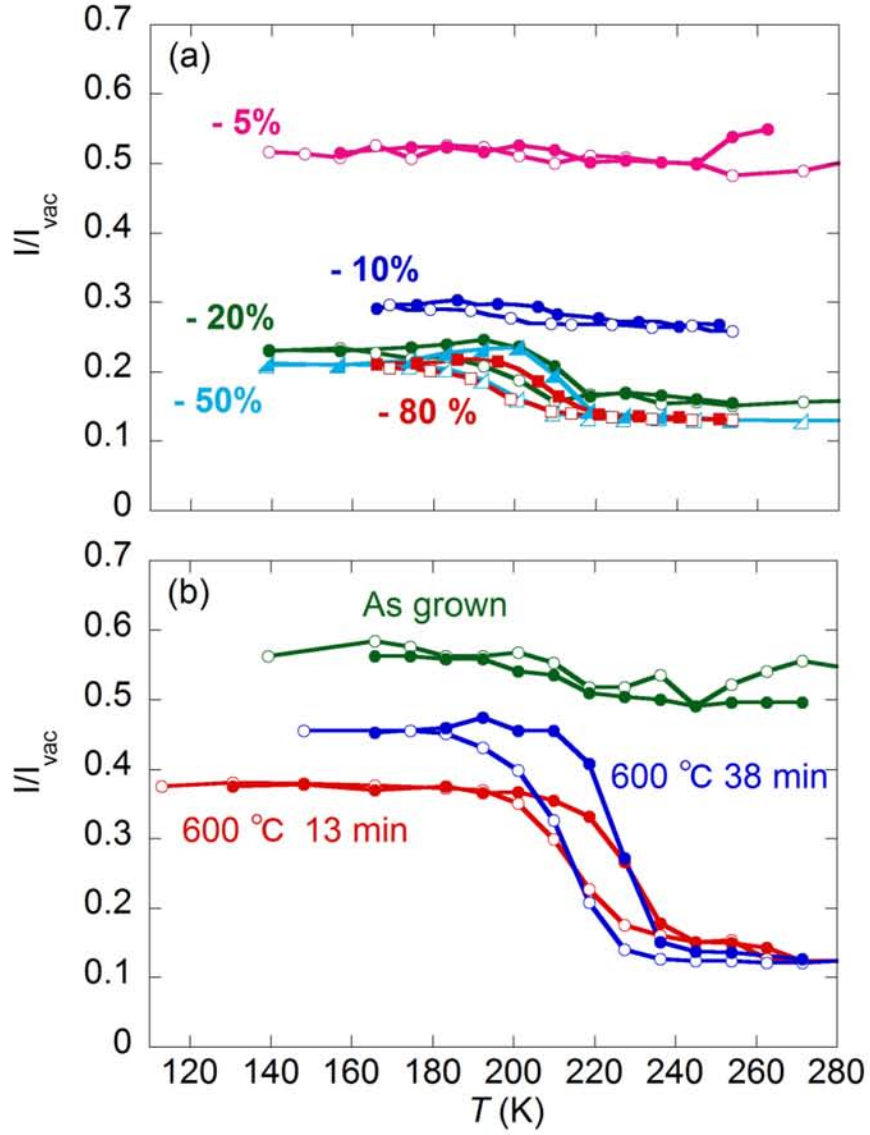 0.7
(a)
0.6
- 5%
0.5
I/I vac
0.4
- 10%
0.3
- 20%
0.2
- 50%
- 80 %
0.1
0
0.7
(b)
As grown
0.6
0.5
I/I vac
0.4
600 °C 38 min
600 °C 13 min
0.3
0.2
0.1
0
120 140 160 180 200 220 240 260 280
T (K)